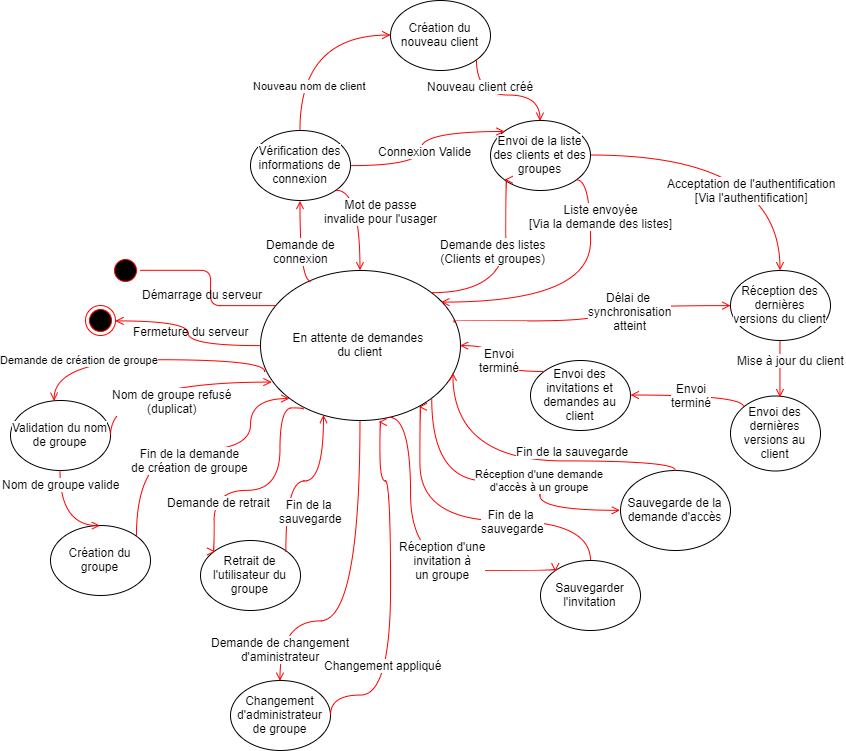 Création du
nouveau client
Nouveau nom de client
Nouveau client créé
Vérification des
informations de
connexion
Connexion Valide
Envoi de la liste
des clients et des
groupes
Acceptation de l'authentification
[Via l'authentification]
Mot de passe
invalide pour l'usager
Liste envoyée
[Via la demande des listes]
Demande de
connexion
Demande des listes
(Clients et groupes)
Démarrage du serveur
Fermeture du serveur
En attente de demandes
du client
Délai de
synchronisation
atteint
Réception des
dernières
versions du client
Mise à jour du client
Demande de création de groupe
Envoi
terminé
Envoi des
invitations et
demandes au
client
Envoi
terminé
Envoi des
dernières
versions au
client
Nom de groupe refusé
(duplicat)
Validation du nom
de groupe
Fin de la demande
de création de groupe
Nom de groupe valide
Fin de la sauvegarde
Réception d'une demande
d'accès à un groupe
Sauvegarde de la
demande d'accès
Demande de retrait
Fin de la
sauvegarde
Fin de la
sauvegarde
Création du
groupe
Retrait de
l'utilisateur du
groupe
Réception d'une
invitation à
un groupe
Sauvegarder
l'invitation
Demande de changement
d'aministrateur
Changement appliqué
Changement
d'administrateur
de groupe